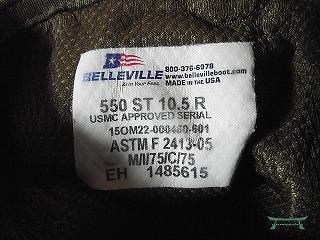 BELLEVILLE
800-376-6978
www.bellevilleboot.com
MADE IN THE USA
550 ST 10.5 R
USMC APPROVED SERIAL
ASTM F 2413-05
M/I/75/C/75
EH 1485615